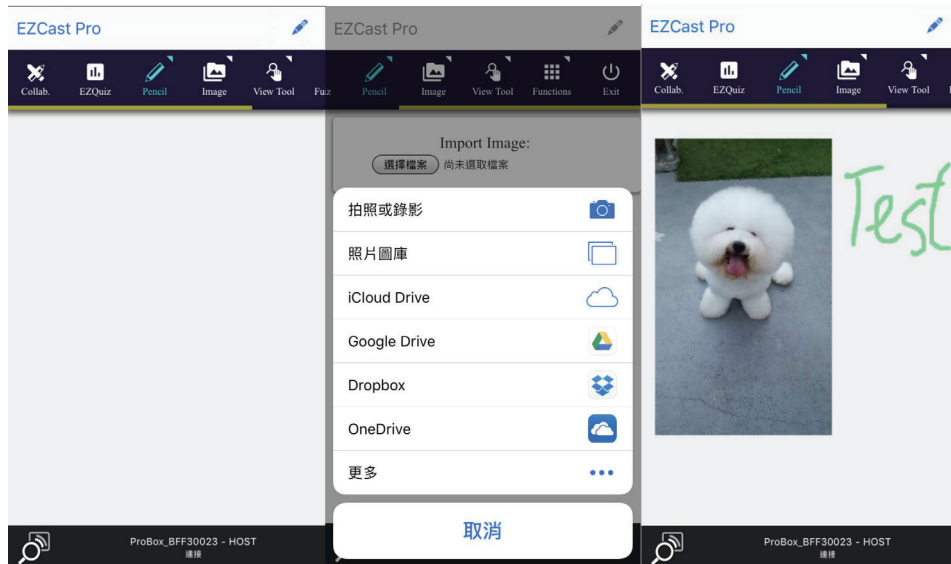 EZCast Pro
Collab. EZQuiz Pencil Image View Tool
ProBox_BFF30023 - HOST
連接
EZCast Pro
Pencil Image View Tool Functions Exit
Import Image:
選擇檔案 尚未選取檔案
拍照或錄影
照片圖庫
iCloud Drive
Google Drive
Dropbox
OneDrive
更多
取消
EZCast Pro
Collab. EZQuiz Pencil Image View Tool
Test
ProBox_BFF30023 - HOST
連接